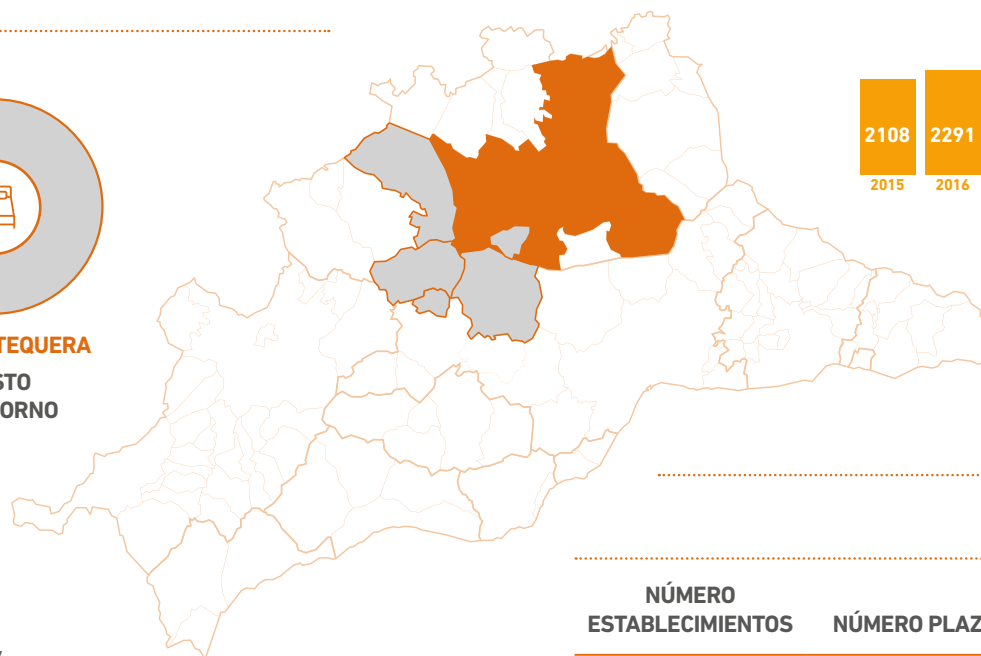 2108
2291
2015
2016
TEQUERA
STO
ORNO
NÚMERO
ESTABLECIMIENTOS
NÚMERO PLAZ